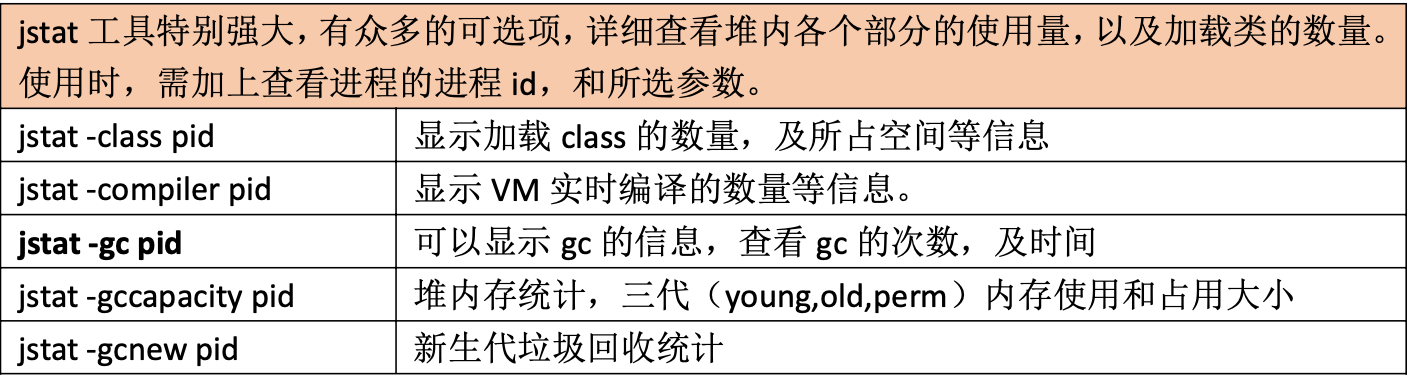 jstat 工具特别强大，有众多的可选项，详细查看堆内各个部分的使用量，以及加载类的数量。
使用时，需加上查看进程的进程 id，和所选参数。
jstat -class pid 显示加载 class 的数量，及所占空间等信息
jstat -compiler pid 显示 VM 实时编译的数量等信息。
jstat -gc pid 可以显示 gc 的信息，查看 gc 的次数，及时间
jstat -gccapacity pid 堆内存统计，三代（young,old,perm）内存使用和占用大小
jstat -gcnew pid 新生代垃圾回收统计